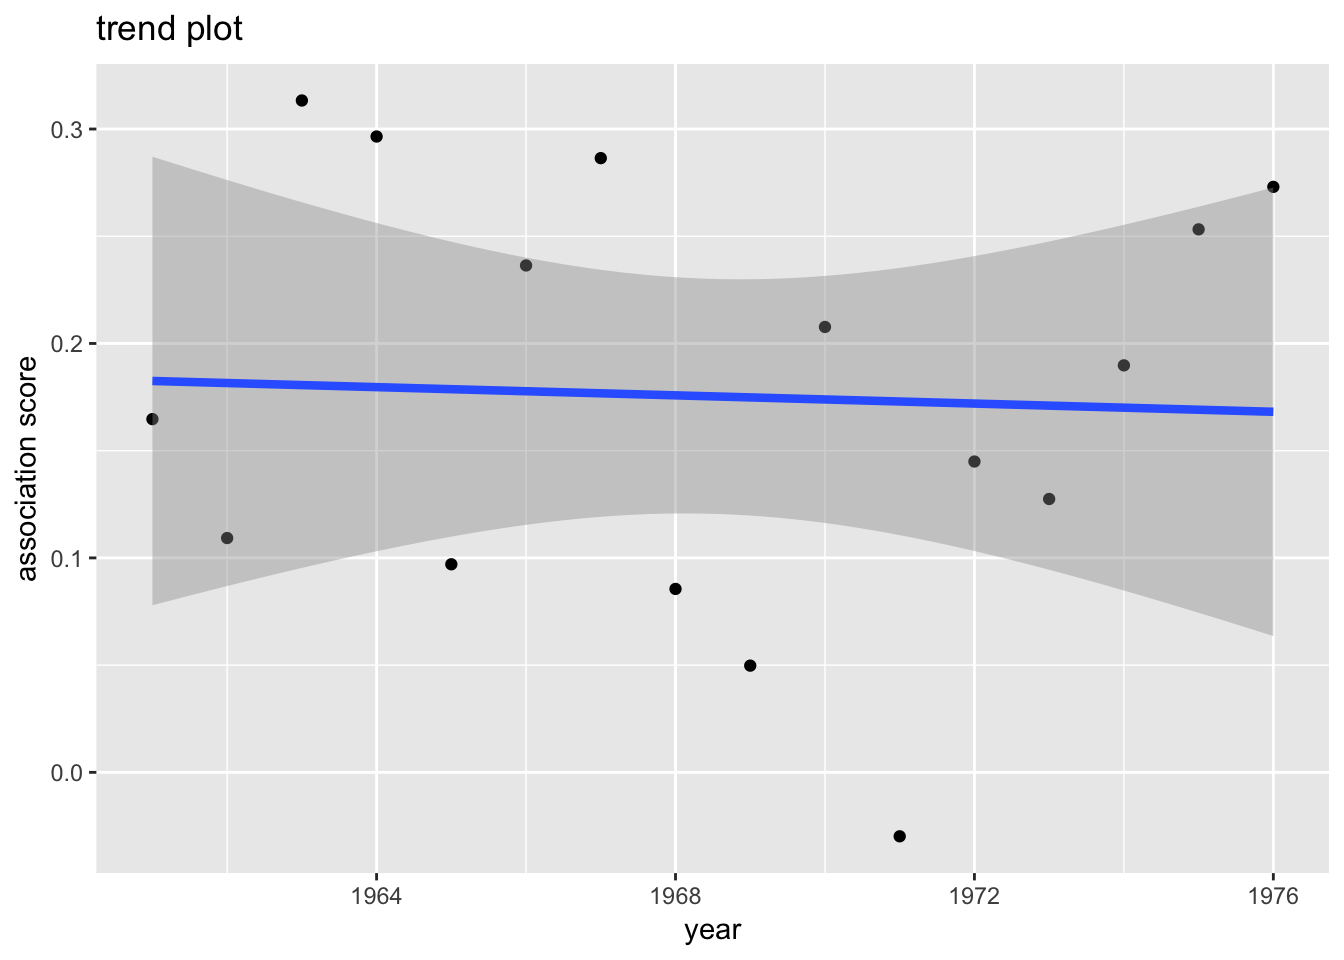 trend plot
association score
0.3
0.2
0.1
0.0
1964 1968 1972 1976
year